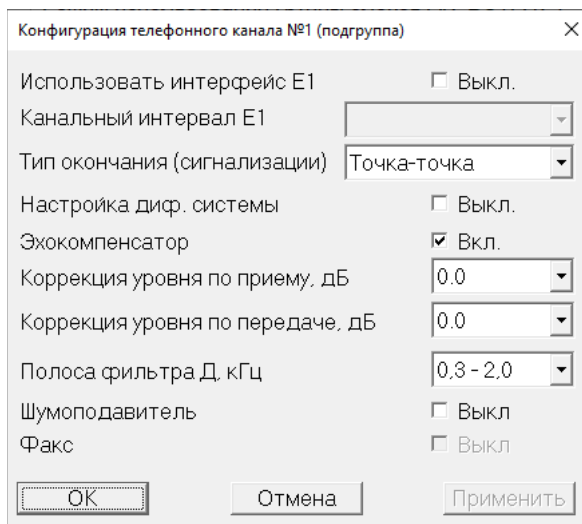 Конфигурация телефонного канала №1 (подгруппа)
Использовать интерфейс E1 Выкл.
Канальный интервал E1
Тип окончания (сигнализации) Точка-точка
Настройка диф. системы Выкл.
Эхокомпенсатор Вкл.
Коррекция уровня по приему, дБ 0.0
Коррекция уровня по передаче, дБ 0.0
Полоса фильтра Д, кГц 0,3 - 2,0
Шумоподавитель Выкл
Факс Выкл
OK Отмена Применить